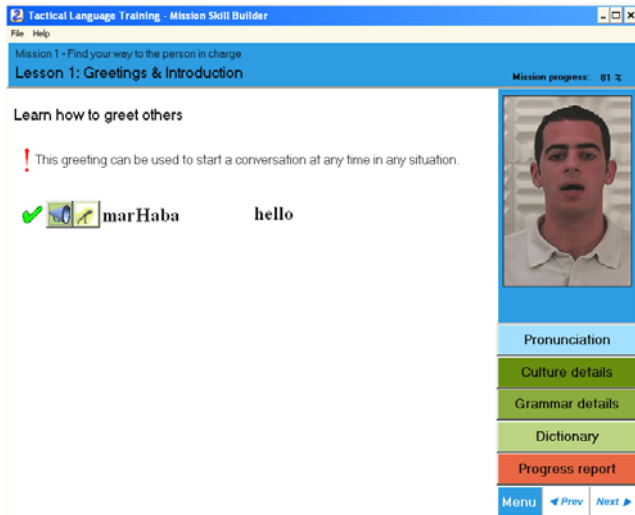 Tactical Language Training - Mission Skill Builder
File Help
Mission 1 - Find your way to the person in charge
Lesson 1: Greetings & Introduction
Mission progress: 81 %
Learn how to greet others
! This greeting can be used to start a conversation at any time in any situation.
marHaba hello
Pronunciation
Culture details
Grammar details
Dictionary
Progress report
Menu Prev Next